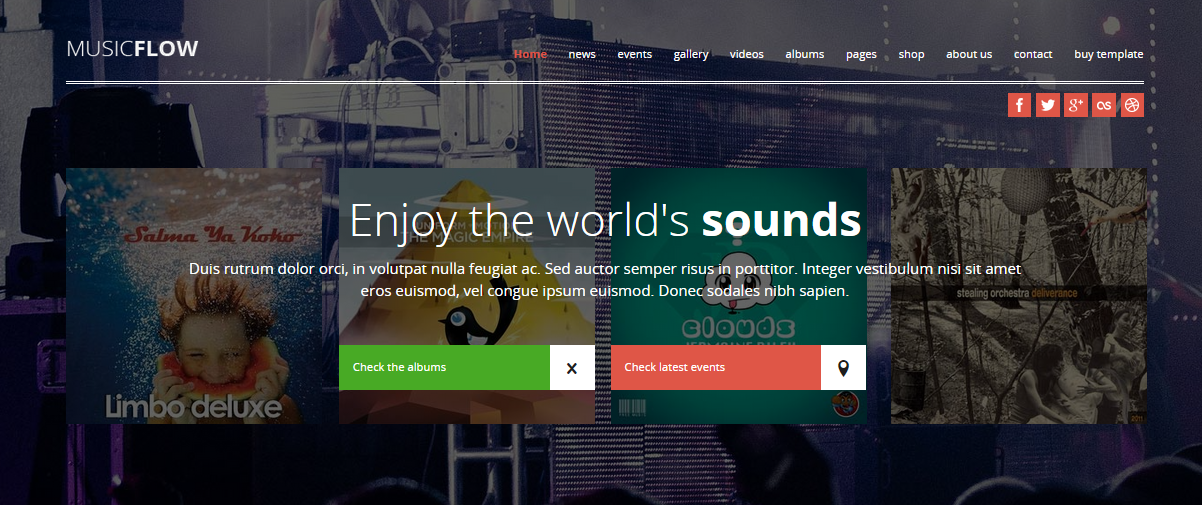 MUSICFLOW
Home news events gallery videos albums pages shop about us contact buy template
Salma Ya Koko
THE MAGIC EMPIRE
Enjoy the world's sounds
Duis rutrum dolor orci, in volutpat nulla feugiat ac. Sed auctor semper risus in porttitor. Integer vestibulum nisi sit amet
eros euismod, vel congue ipsum euismod. Donec sodales nibh sapien.
stealing orchestra deliverance
clouds
Check the albums
Check latest events
Limbo deluxe
2011